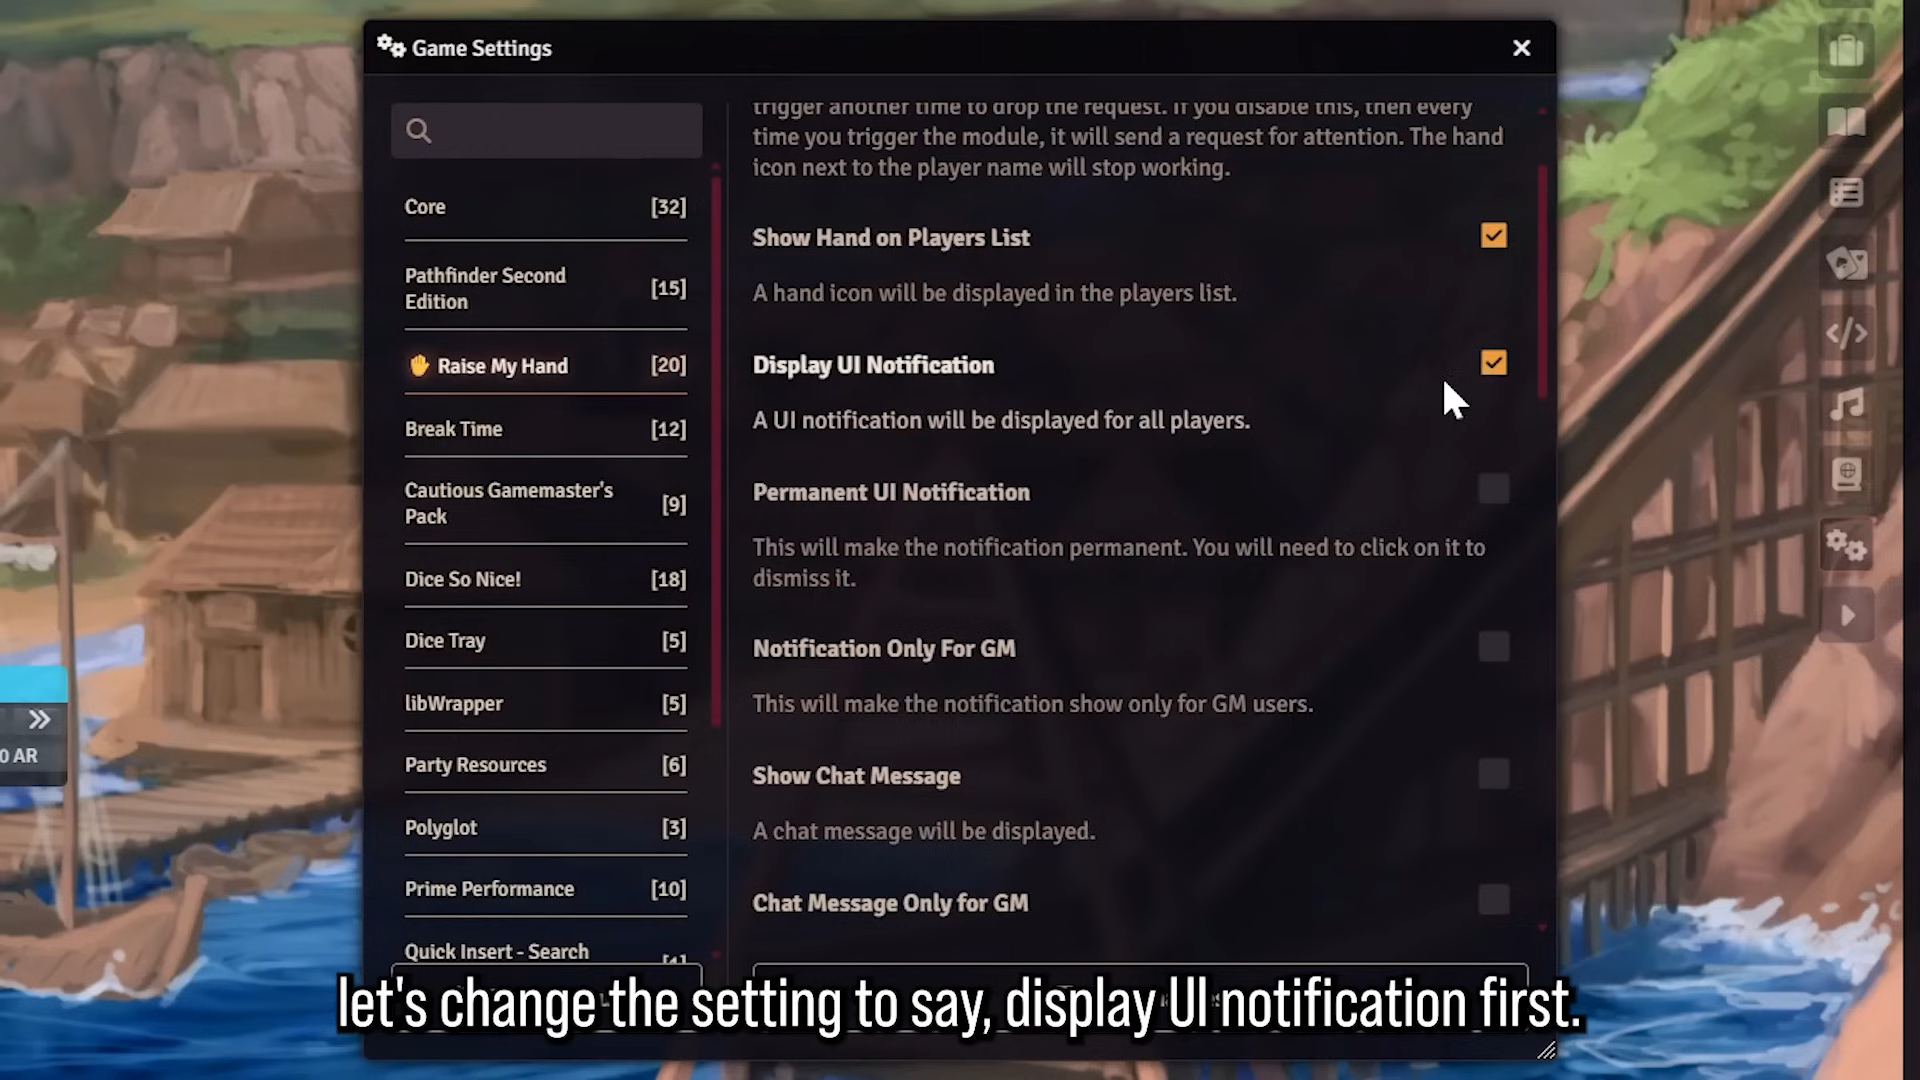 Game Settings
trigger another time to drop the request. If you disable this, then every
time you trigger the module, it will send a request for attention. The hand
icon next to the player name will stop working.
Core [32]
Pathfinder Second
Edition [15]
Raise My Hand [20]
Break Time [12]
Cautious Gamemaster's
Pack [9]
Dice So Nice! [18]
Dice Tray [5]
libWrapper [5]
Party Resources [6]
Polyglot [3]
Prime Performance [10]
Quick Insert - Search
Show Hand on Players List
A hand icon will be displayed in the players list.
Display UI Notification
A UI notification will be displayed for all players.
Permanent UI Notification
This will make the notification permanent. You will need to click on it to
dismiss it.
Notification Only For GM
This will make the notification show only for GM users.
Show Chat Message
A chat message will be displayed.
Chat Message Only for GM
0 AR
let's change the setting to say, display UI notification first.